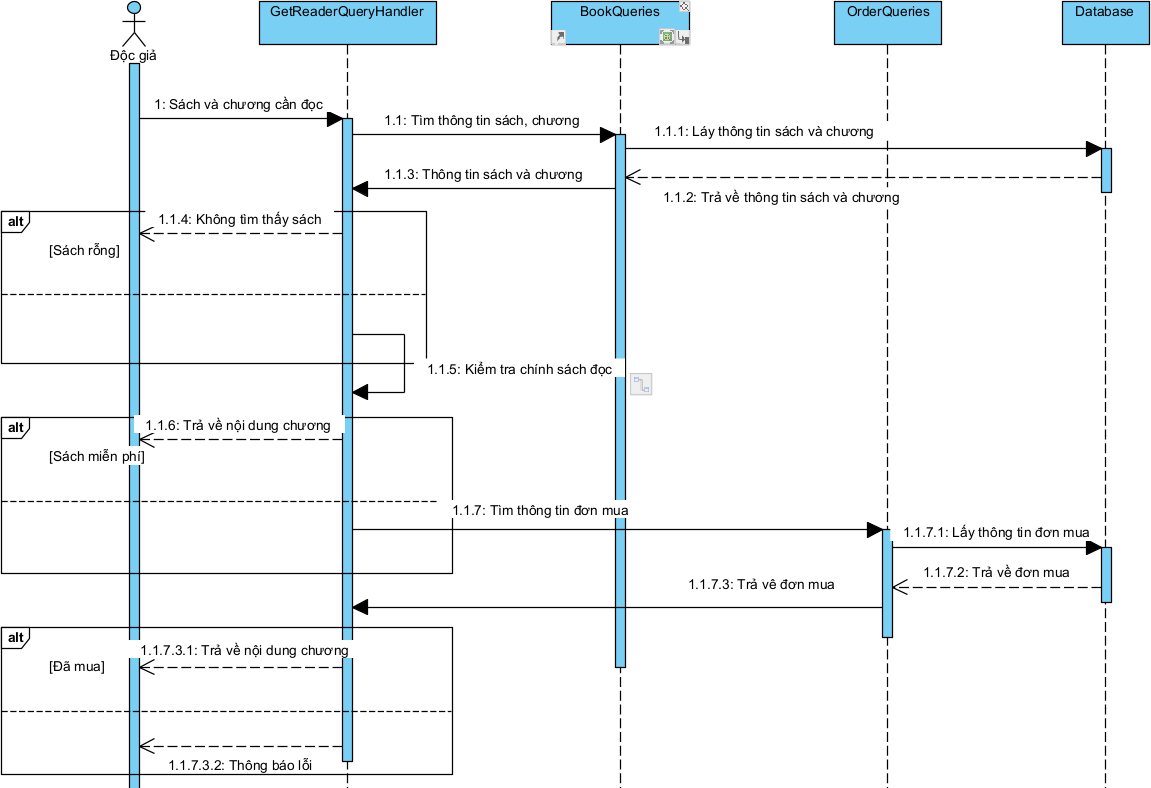 GetReaderQueryHandler
BookQueries
OrderQueries
Database
Độc giả
1: Sách và chương cần đọc
1.1: Tìm thông tin sách, chương
1.1.1: Láy thông tin sách và chương
1.1.3: Thông tin sách và chương
1.1.2: Trả về thông tin sách và chương
alt
1.1.4: Không tìm thấy sách
[Sách rỗng]
1.1.5: Kiểm tra chính sách đọc
alt
1.1.6: Trả về nội dung chương
[Sách miễn phí]
1.1.7: Tìm thông tin đơn mua
1.1.7.1: Lấy thông tin đơn mua
1.1.7.2: Trả về đơn mua
1.1.7.3: Trả vê đơn mua
alt
1.1.7.3.1: Trả về nội dung chương
[Đã mua]
1.1.7.3.2: Thông báo lỗi